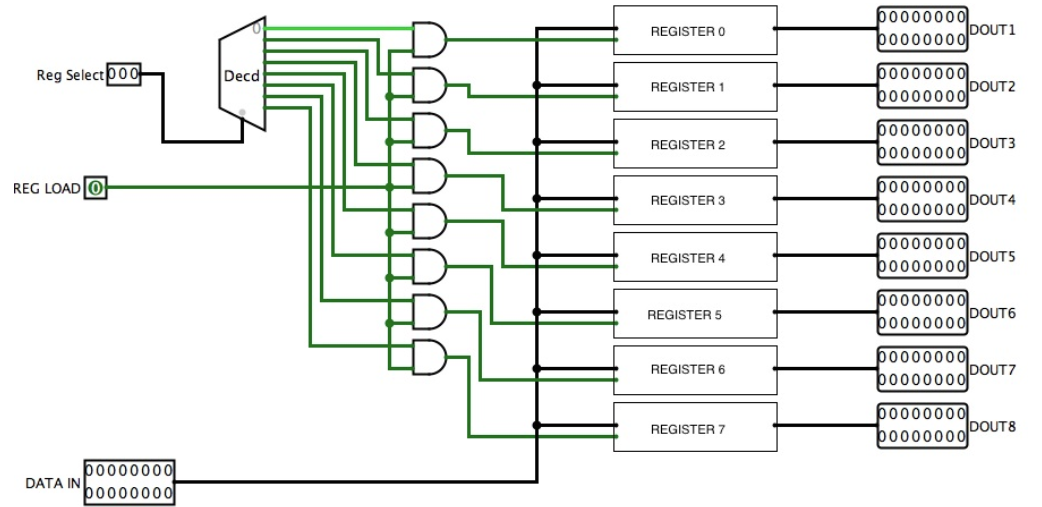 0
Reg Select 000
Decd
REG LOAD 0
DATA IN 00000000
00000000
REGISTER 0
REGISTER 1
REGISTER 2
REGISTER 3
REGISTER 4
REGISTER 5
REGISTER 6
REGISTER 7
00000000
00000000 DOUT1
00000000
00000000 DOUT2
00000000
00000000 DOUT3
00000000
00000000 DOUT4
00000000
00000000 DOUT5
00000000
00000000 DOUT6
00000000
00000000 DOUT7
00000000
00000000 DOUT8